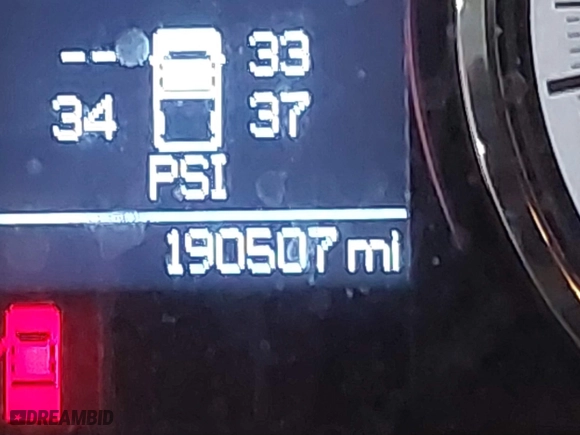 -- 33
34 37
PSI
190507 mi
DREAMBID